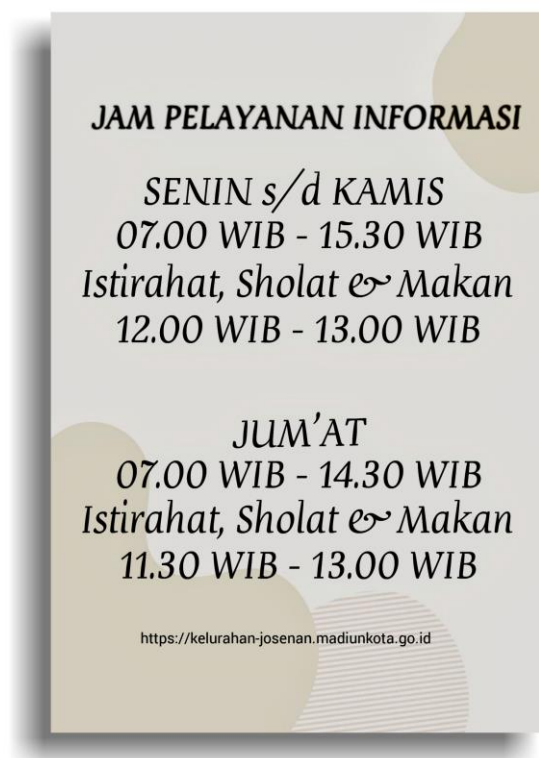 JAM PELAYANAN INFORMASI
SENIN s/d KAMIS
07.00 WIB - 15.30 WIB
Istirahat, Sholat & Makan
12.00 WIB - 13.00 WIB
JUM'AT
07.00 WIB - 14.30 WIB
Istirahat, Sholat & Makan
11.30 WIB - 13.00 WIB
https://kelurahan-josenan.madiunkota.go.id